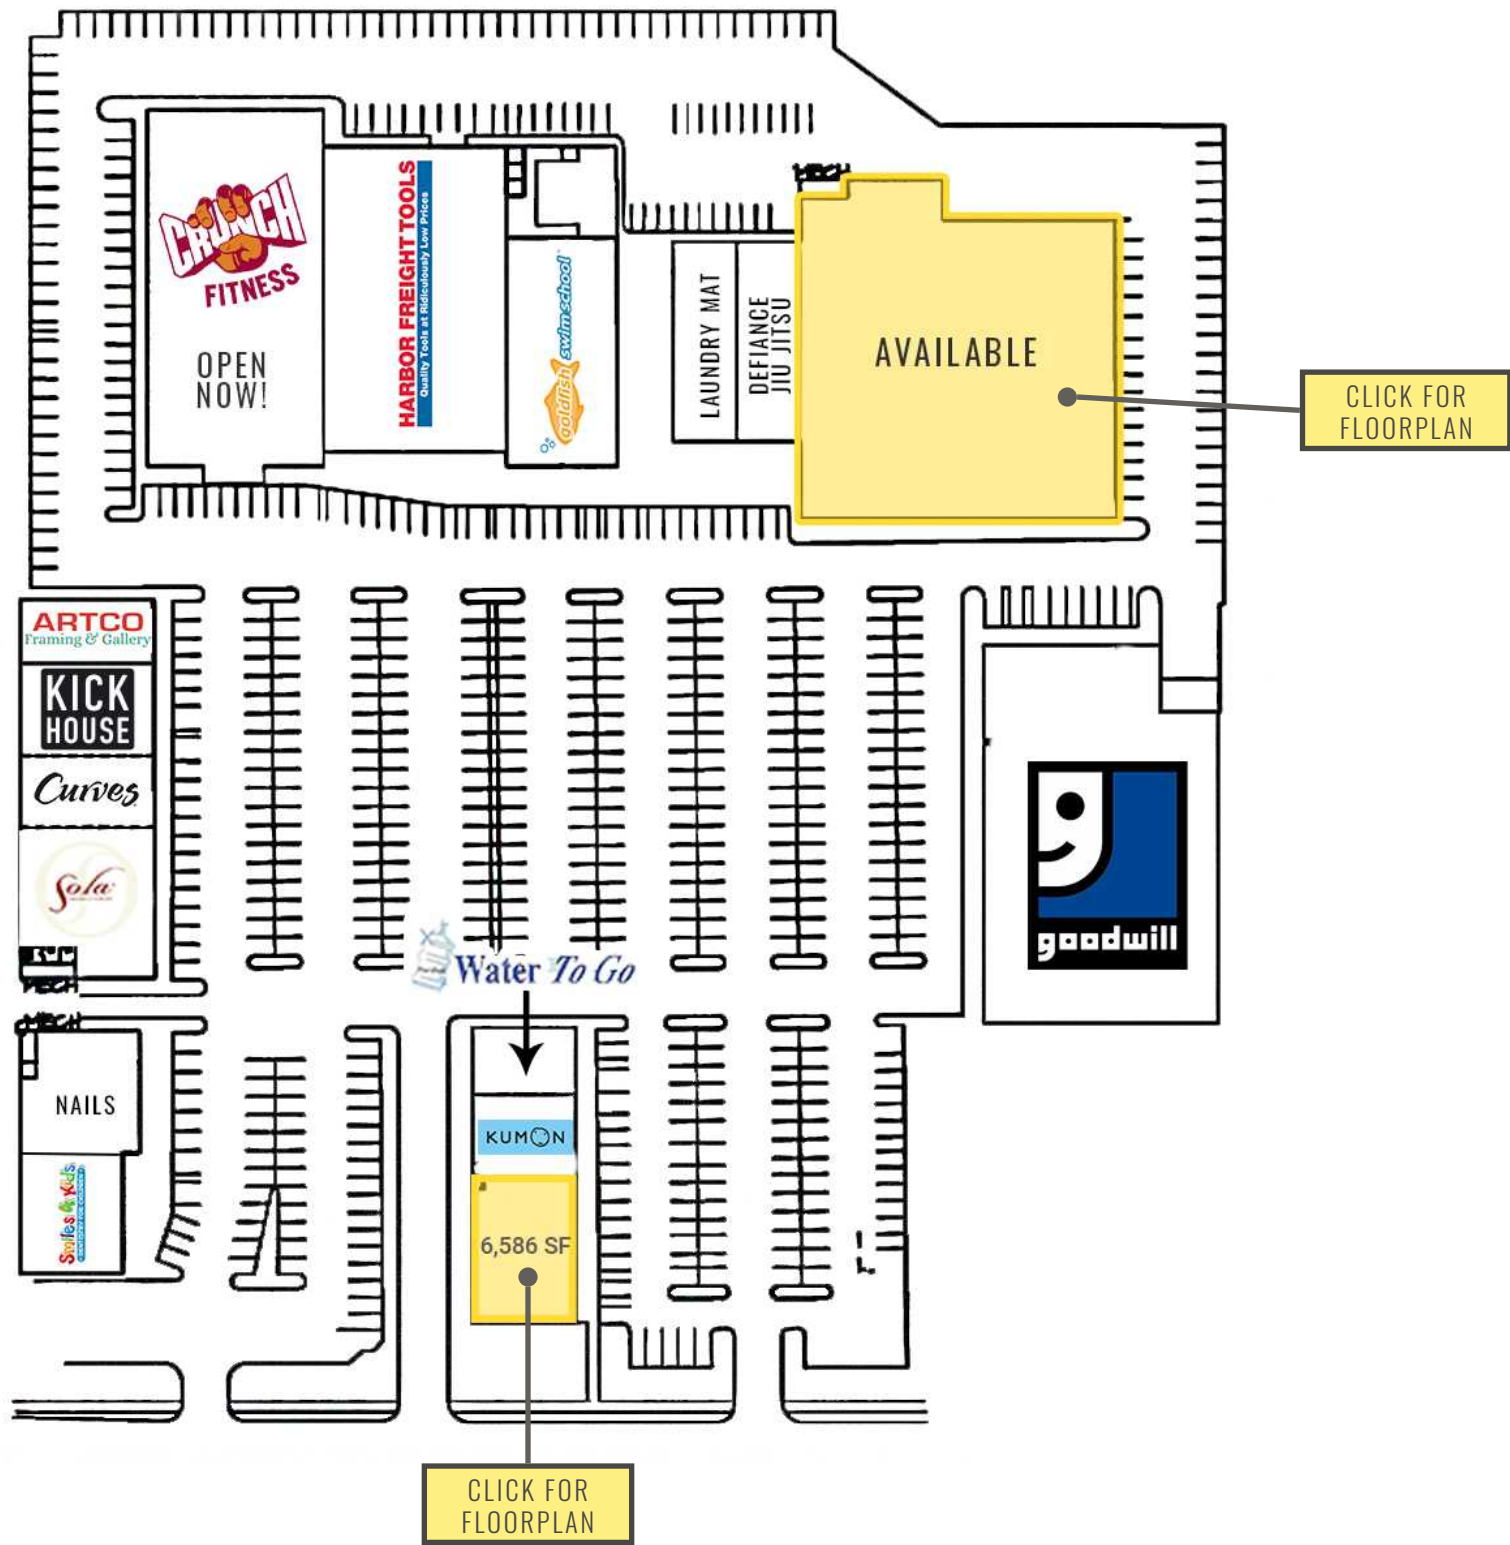 MECH
CRUNCH
FITNESS
OPEN
NOW!
HARBOR FREIGHT TOOLS
Quality Tools at Ridiculously Low Prices
goldfish swim school
LAUNDRY MAT
DEFIANCE
JIU JITSU
AVAILABLE
CLICK FOR
FLOORPLAN
ARTCO
Framing & Gallery
KICK
HOUSE
Curves
Sola
goodwill
MECH
Water To Go
MECH
NAILS
KUMON
Smiles 4 Kids
6,586 SF
CLICK FOR
FLOORPLAN